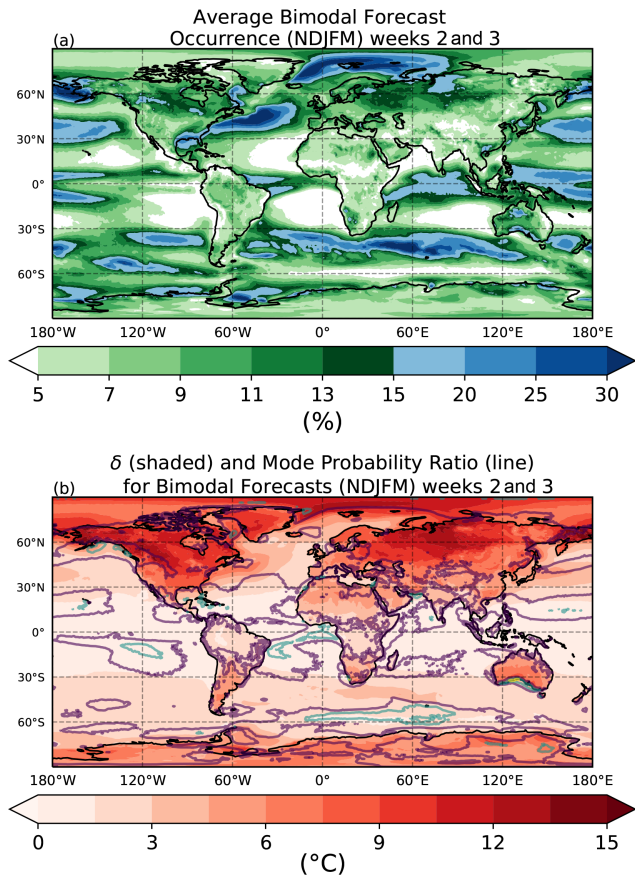 Average Bimodal Forecast
(a) Occurrence (NDJFM) weeks 2 and 3
60°N
30°N
0°
30°S
60°S
180°W 120°W 60°W 0° 60°E 120°E 180°E
5 7 9 11 13 15 20 25 30
(%)
δ (shaded) and Mode Probability Ratio (line)
(b) for Bimodal Forecasts (NDJFM) weeks 2 and 3
60°N
30°N
0°
30°S
60°S
180°W 120°W 60°W 0° 60°E 120°E 180°E
0 3 6 9 12 15
(°C)